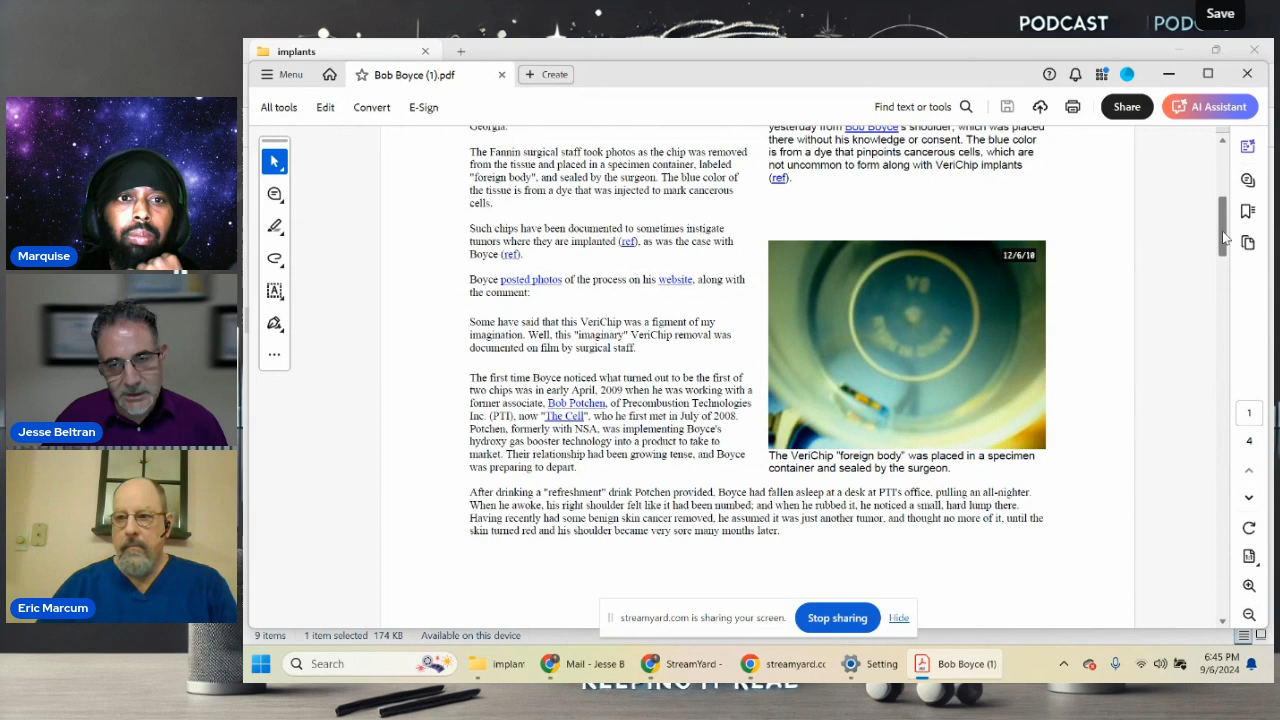 PODCAST
Save
implants
Menu
Bob Boyce (1).pdf
Create
All tools
Edit
Convert
E-Sign
Find text or tools
Share
AI Assistant
Georgia.
The Fannin surgical staff took photos as the chip was removed
from the tissue and placed in a specimen container, labeled
"foreign body", and sealed by the surgeon. The blue color of
the tissue is from a dye that was injected to mark cancerous
cells.
Such chips have been documented to sometimes instigate
tumors where they are implanted (ref), as was the case with
Boyce (ref).
Boyce posted photos of the process on his website, along with
the comment:
Some have said that this VeriChip was a figment of my
imagination. Well, this "imaginary" VeriChip removal was
documented on film by surgical staff.
The first time Boyce noticed what turned out to be the first of
two chips was in early April, 2009 when he was working with a
former associate, Bob Potchen, of Precombustion Technologies
Inc. (PTI), now "The Cell", who he first met in July of 2008.
Potchen, formerly with NSA, was implementing Boyce's
hydroxy gas booster technology into a product to take to
market. Their relationship had been growing tense, and Boyce
was preparing to depart.
yesterday from Bob Boyce's shoulder, which was placed
there without his knowledge or consent. The blue color
is from a dye that pinpoints cancerous cells, which are
not uncommon to form along with VeriChip implants
(ref).
12/6/10
The VeriChip "foreign body" was placed in a specimen
container and sealed by the surgeon.
After drinking a "refreshment" drink Potchen provided, Boyce had fallen asleep at a desk at PTI's office, pulling an all-nighter.
When he awoke, his right shoulder felt like it had been numbed; and when he rubbed it, he noticed a small, hard lump there.
Having recently had some benign skin cancer removed, he assumed it was just another tumor, and thought no more of it, until the
skin turned red and his shoulder became very sore many months later.
1
4
Marquise
Jesse Beltran
Eric Marcum
streamyard.com is sharing your screen.
Stop sharing
Hide
9 items
1 item selected 174 KB
Available on this device
Search
implan
Mail - Jesse B
StreamYard -
streamyard.cc
Setting
Bob Boyce (1)
6:45 PM
9/6/2024
KEEPING IT REAL